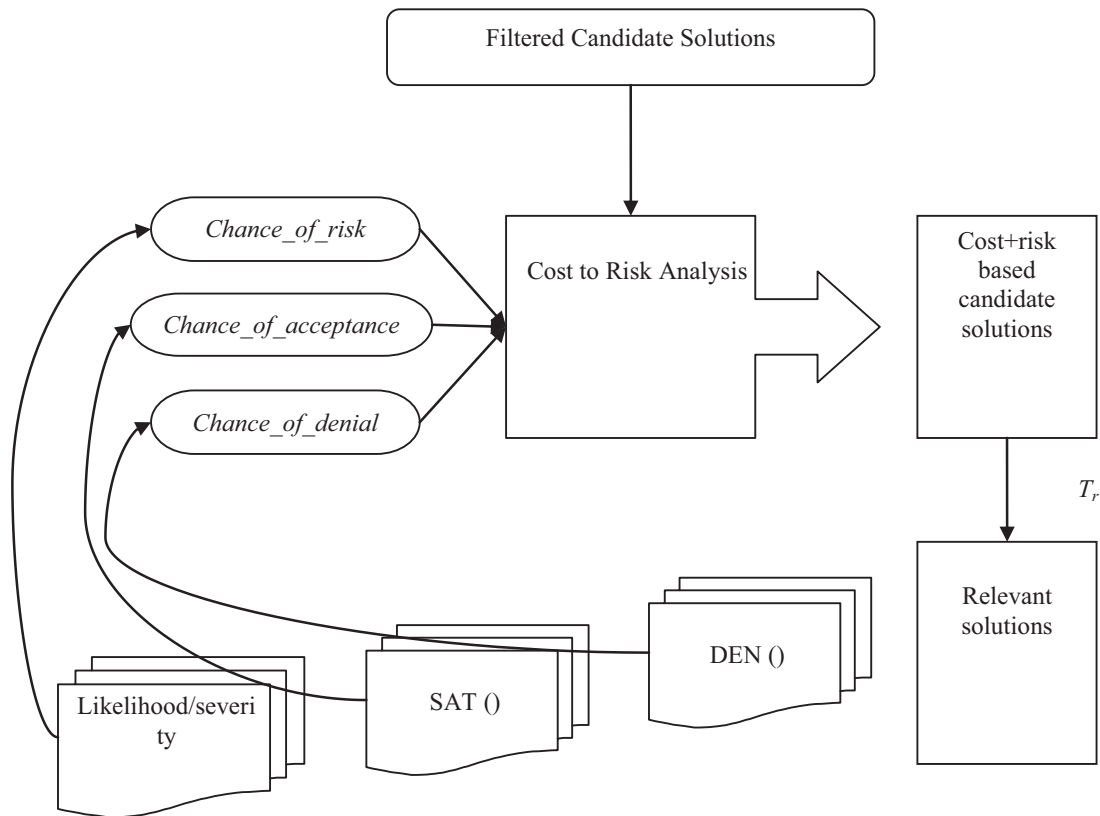 Filtered Candidate Solutions
Chance_of_risk
Chance_of_acceptance
Chance_of_denial
Cost to Risk Analysis
Cost+risk
based
candidate
solutions
T_r
Relevant
solutions
DEN ()
SAT ()
Likelihood/severi
ty